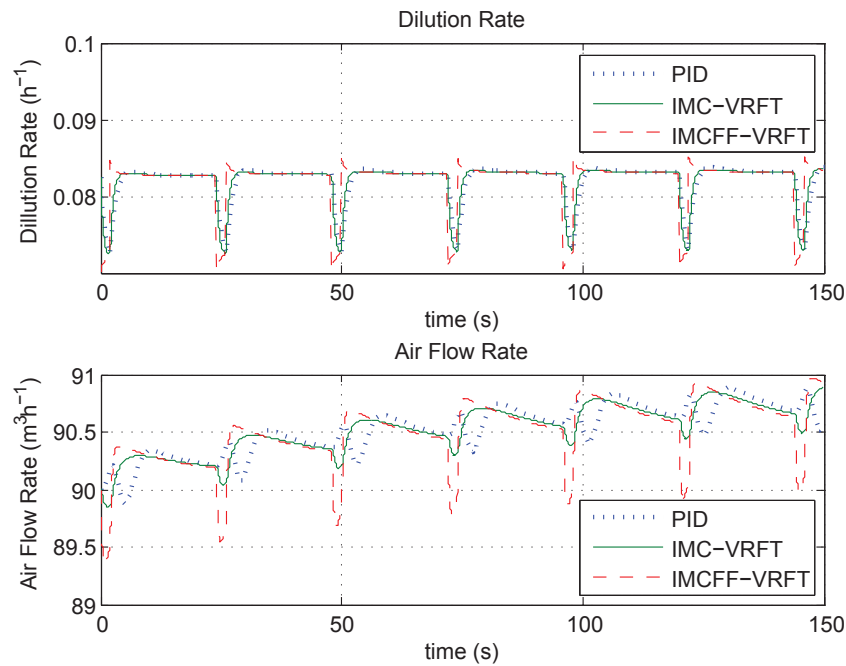 Dilution Rate
Dillution Rate (h⁻¹)
0.1
0.09
0.08
PID
IMC−VRFT
IMCFF−VRFT
0 50 100 150
time (s)
Air Flow Rate
Air Flow Rate (m³h⁻¹)
91
90.5
90
89.5
89
PID
IMC−VRFT
IMCFF−VRFT
0 50 100 150
time (s)